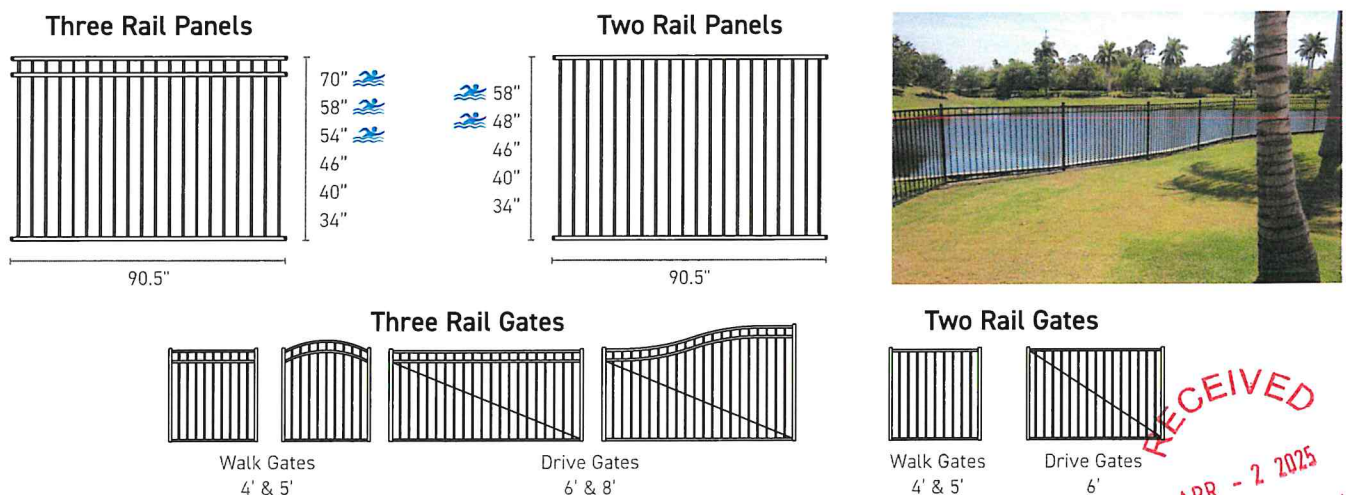 Three Rail Panels
70"
58"
54"
46"
40"
34"
90.5"
Two Rail Panels
58"
48"
46"
40"
34"
90.5"
Three Rail Gates
Walk Gates
4' & 5'
Drive Gates
6' & 8'
Two Rail Gates
Walk Gates
4' & 5'
Drive Gates
6'
RECEIVED
APR - 2 2025